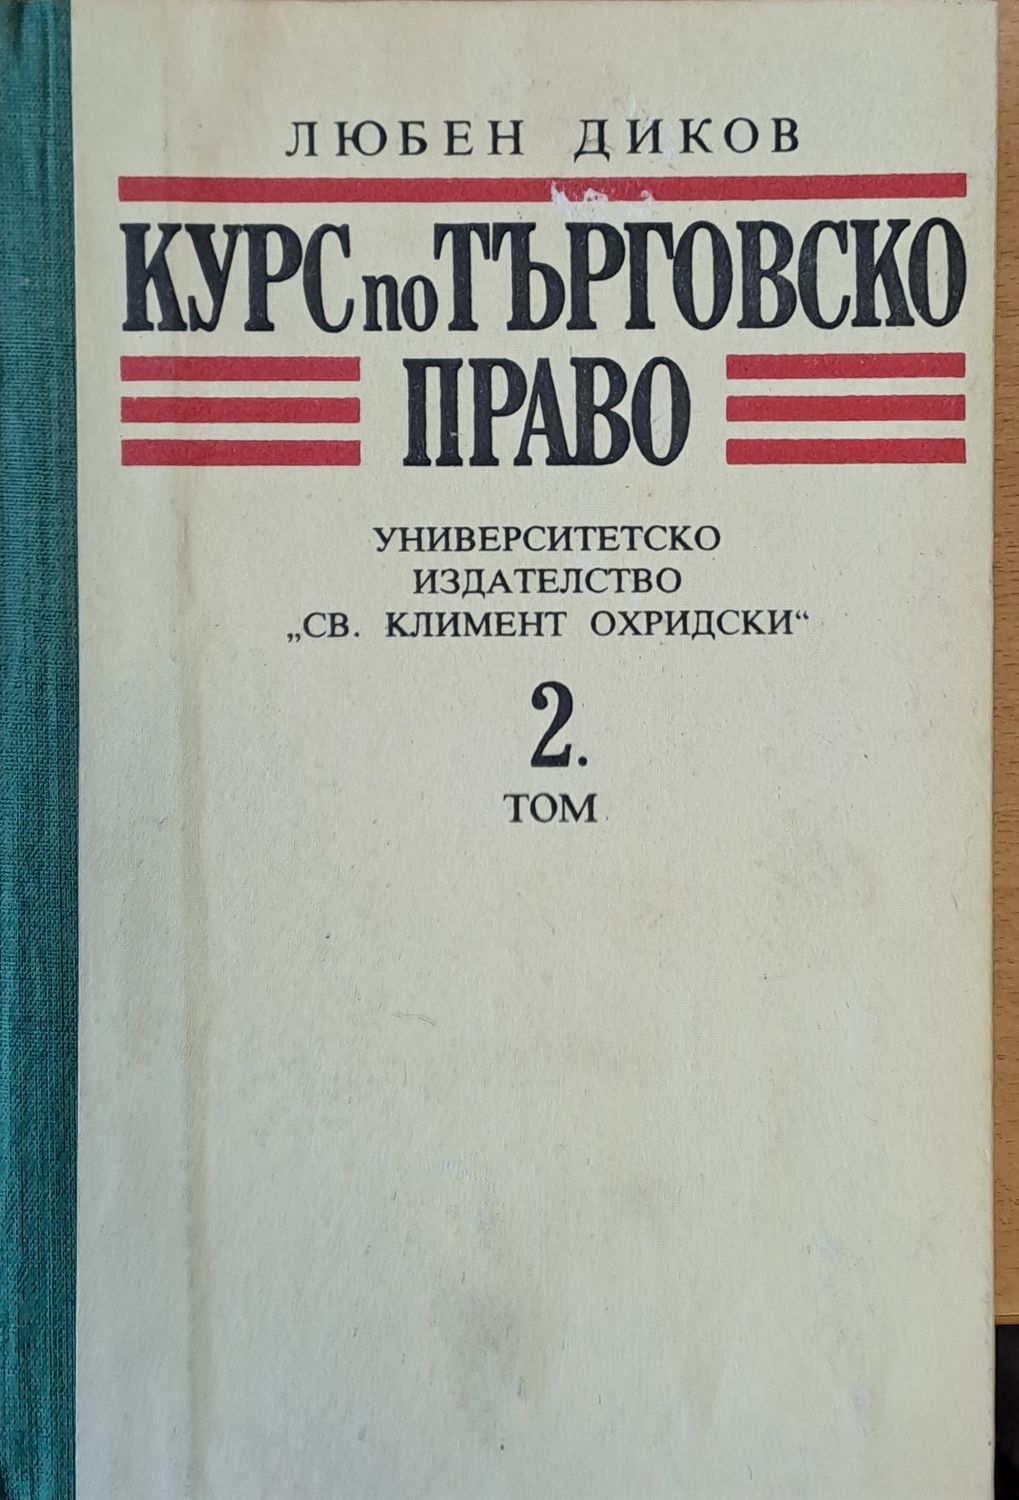 ЛЮБЕН ДИКОВ
КУРС по ТЪРГОВСКО
ПРАВО
УНИВЕРСИТЕТСКО
ИЗДАТЕЛСТВО
„СВ. КЛИМЕНТ ОХРИДСКИ“
2.
ТОМ